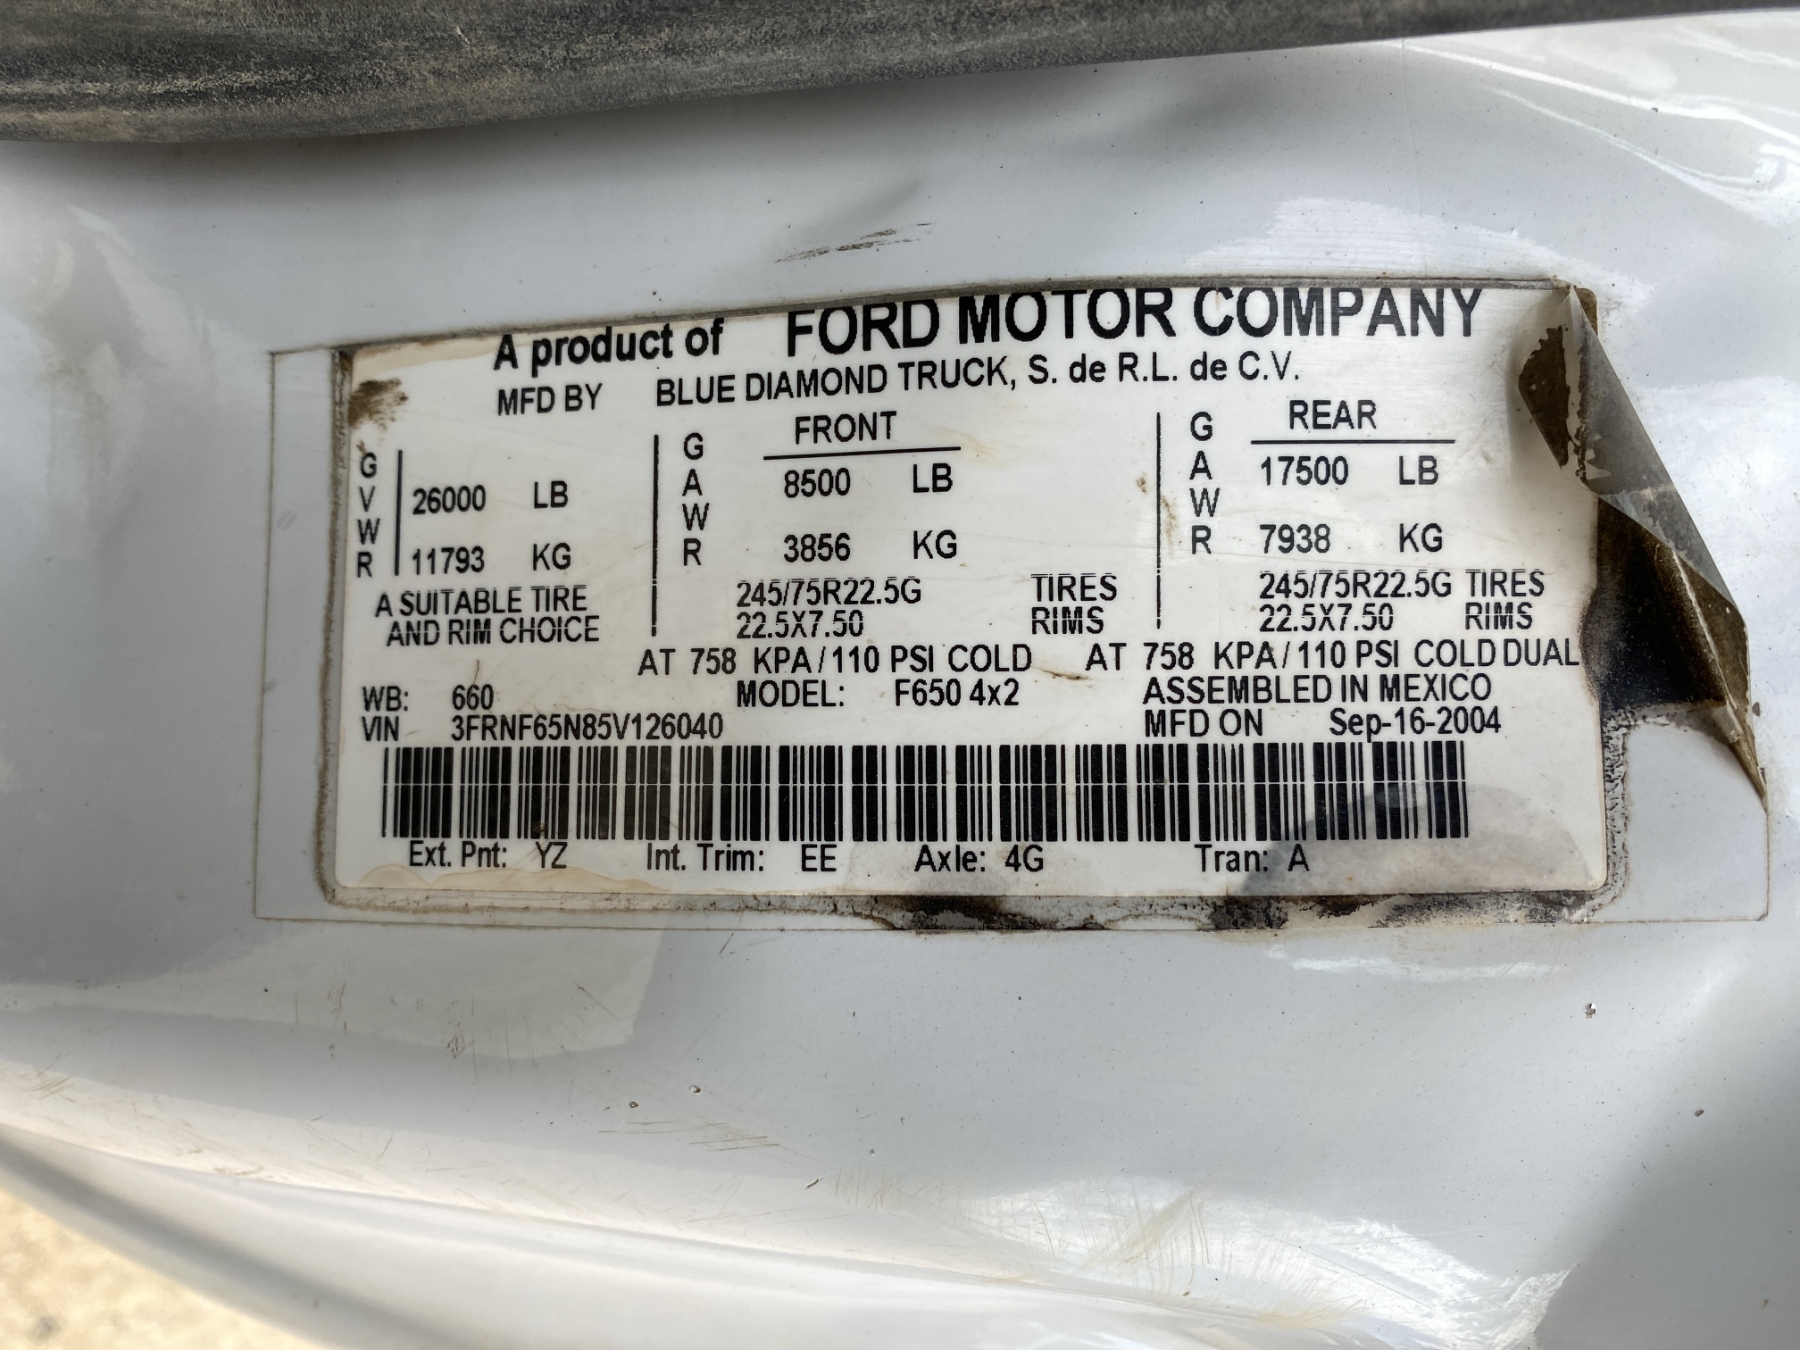 A product of FORD MOTOR COMPANY
MFD BY BLUE DIAMOND TRUCK, S. de R.L. de C.V.
GVWR 26000 LB 11793 KG
GAWR FRONT 8500 LB 3856 KG
GAWR REAR 17500 LB 7938 KG
A SUITABLE TIRE 245/75R22.5G TIRES 245/75R22.5G TIRES
AND RIM CHOICE 22.5X7.50 RIMS 22.5X7.50 RIMS
AT 758 KPA/110 PSI COLD AT 758 KPA/110 PSI COLD DUAL
WB: 660 MODEL: F650 4x2 ASSEMBLED IN MEXICO
VIN 3FRNF65N85V126040 MFD ON Sep-16-2004
Ext. Pnt: YZ Int. Trim: EE Axle: 4G Tran: A